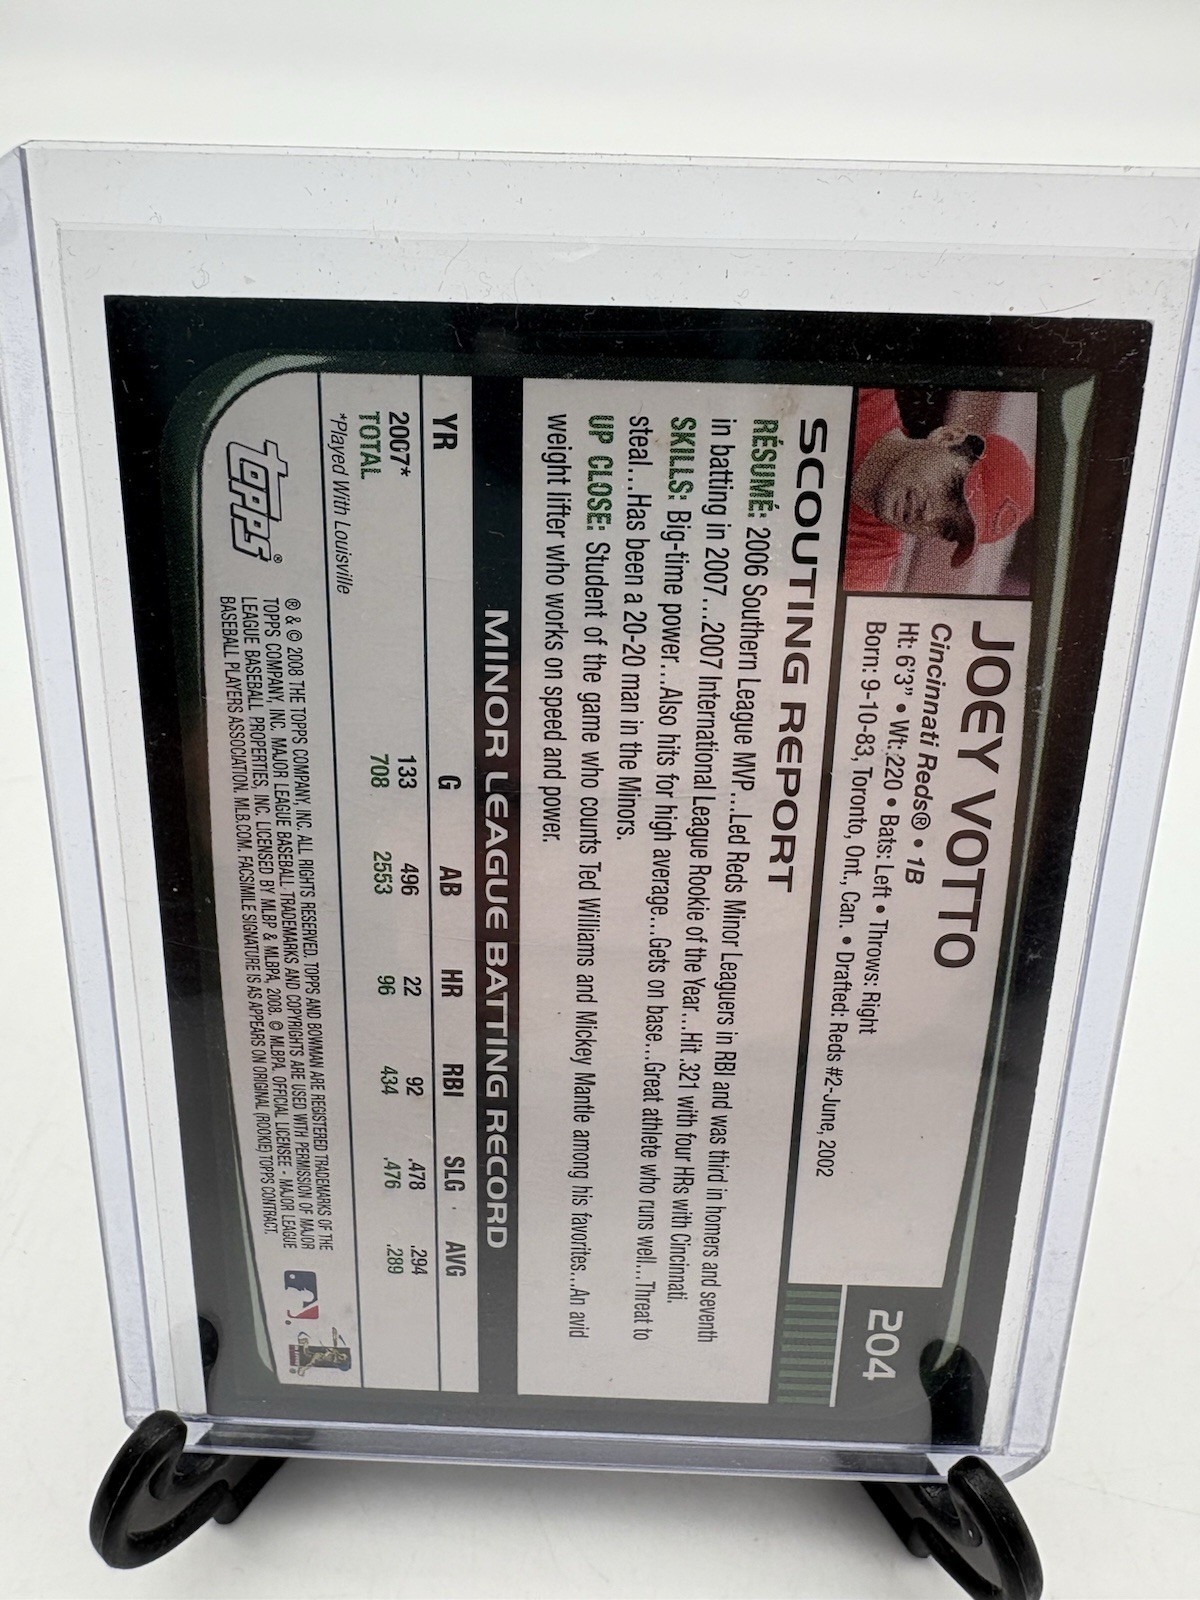 JOEY VOTTO
204
Cincinnati Reds® • 1B
Ht: 6'3" • Wt: 220 • Bats: Left • Throws: Right
Born: 9-10-83, Toronto, Ont., Can. • Drafted: Reds #2-June, 2002
SCOUTING REPORT
RÉSUMÉ: 2006 Southern League MVP...Led Reds Minor Leaguers in RBI and was third in homers and seventh
in batting in 2007...2007 International League Rookie of the Year...Hit .321 with four HRs with Cincinnati.
SKILLS: Big-time power...Also hits for high average...Gets on base...Great athlete who runs well...Threat to
steal...Has been a 20-20 man in the Minors.
UP CLOSE: Student of the game who counts Ted Williams and Mickey Mantle among his favorites...An avid
weight lifter who works on speed and power.
MINOR LEAGUE BATTING RECORD
YR G AB HR RBI SLG AVG
2007* 133 496 22 92 .478 .294
TOTAL 708 2553 96 434 .476 .289
*Played With Louisville
topps®
® & © 2008 THE TOPPS COMPANY, INC. ALL RIGHTS RESERVED. TOPPS AND BOWMAN ARE REGISTERED TRADEMARKS OF THE
TOPPS COMPANY, INC. MAJOR LEAGUE BASEBALL TRADEMARKS AND COPYRIGHTS ARE USED WITH PERMISSION OF MAJOR
LEAGUE BASEBALL PROPERTIES, INC. LICENSED BY MLBP & MLBPA, 2008. © MLBPA. OFFICIAL LICENSEE - MAJOR LEAGUE
BASEBALL PLAYERS ASSOCIATION. MLB.COM. FACSIMILE SIGNATURE IS AS APPEARS ON ORIGINAL (ROOKIE) TOPPS CONTRACT.